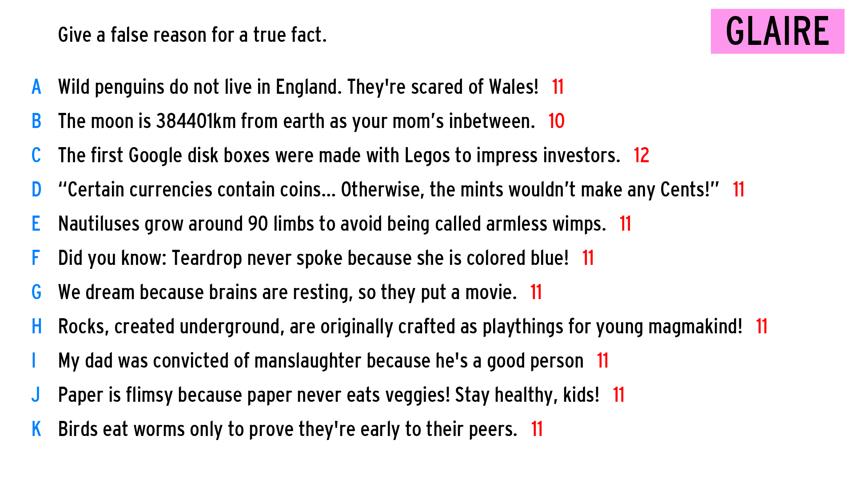 Give a false reason for a true fact.
GLAIRE
A Wild penguins do not live in England. They're scared of Wales! 11
B The moon is 384401km from earth as your mom’s inbetween. 10
C The first Google disk boxes were made with Legos to impress investors. 12
D “Certain currencies contain coins... Otherwise, the mints wouldn’t make any Cents!” 11
E Nautiluses grow around 90 limbs to avoid being called armless wimps. 11
F Did you know: Teardrop never spoke because she is colored blue! 11
G We dream because brains are resting, so they put a movie. 11
H Rocks, created underground, are originally crafted as playthings for young magmakind! 11
I My dad was convicted of manslaughter because he's a good person 11
J Paper is flimsy because paper never eats veggies! Stay healthy, kids! 11
K Birds eat worms only to prove they're early to their peers. 11